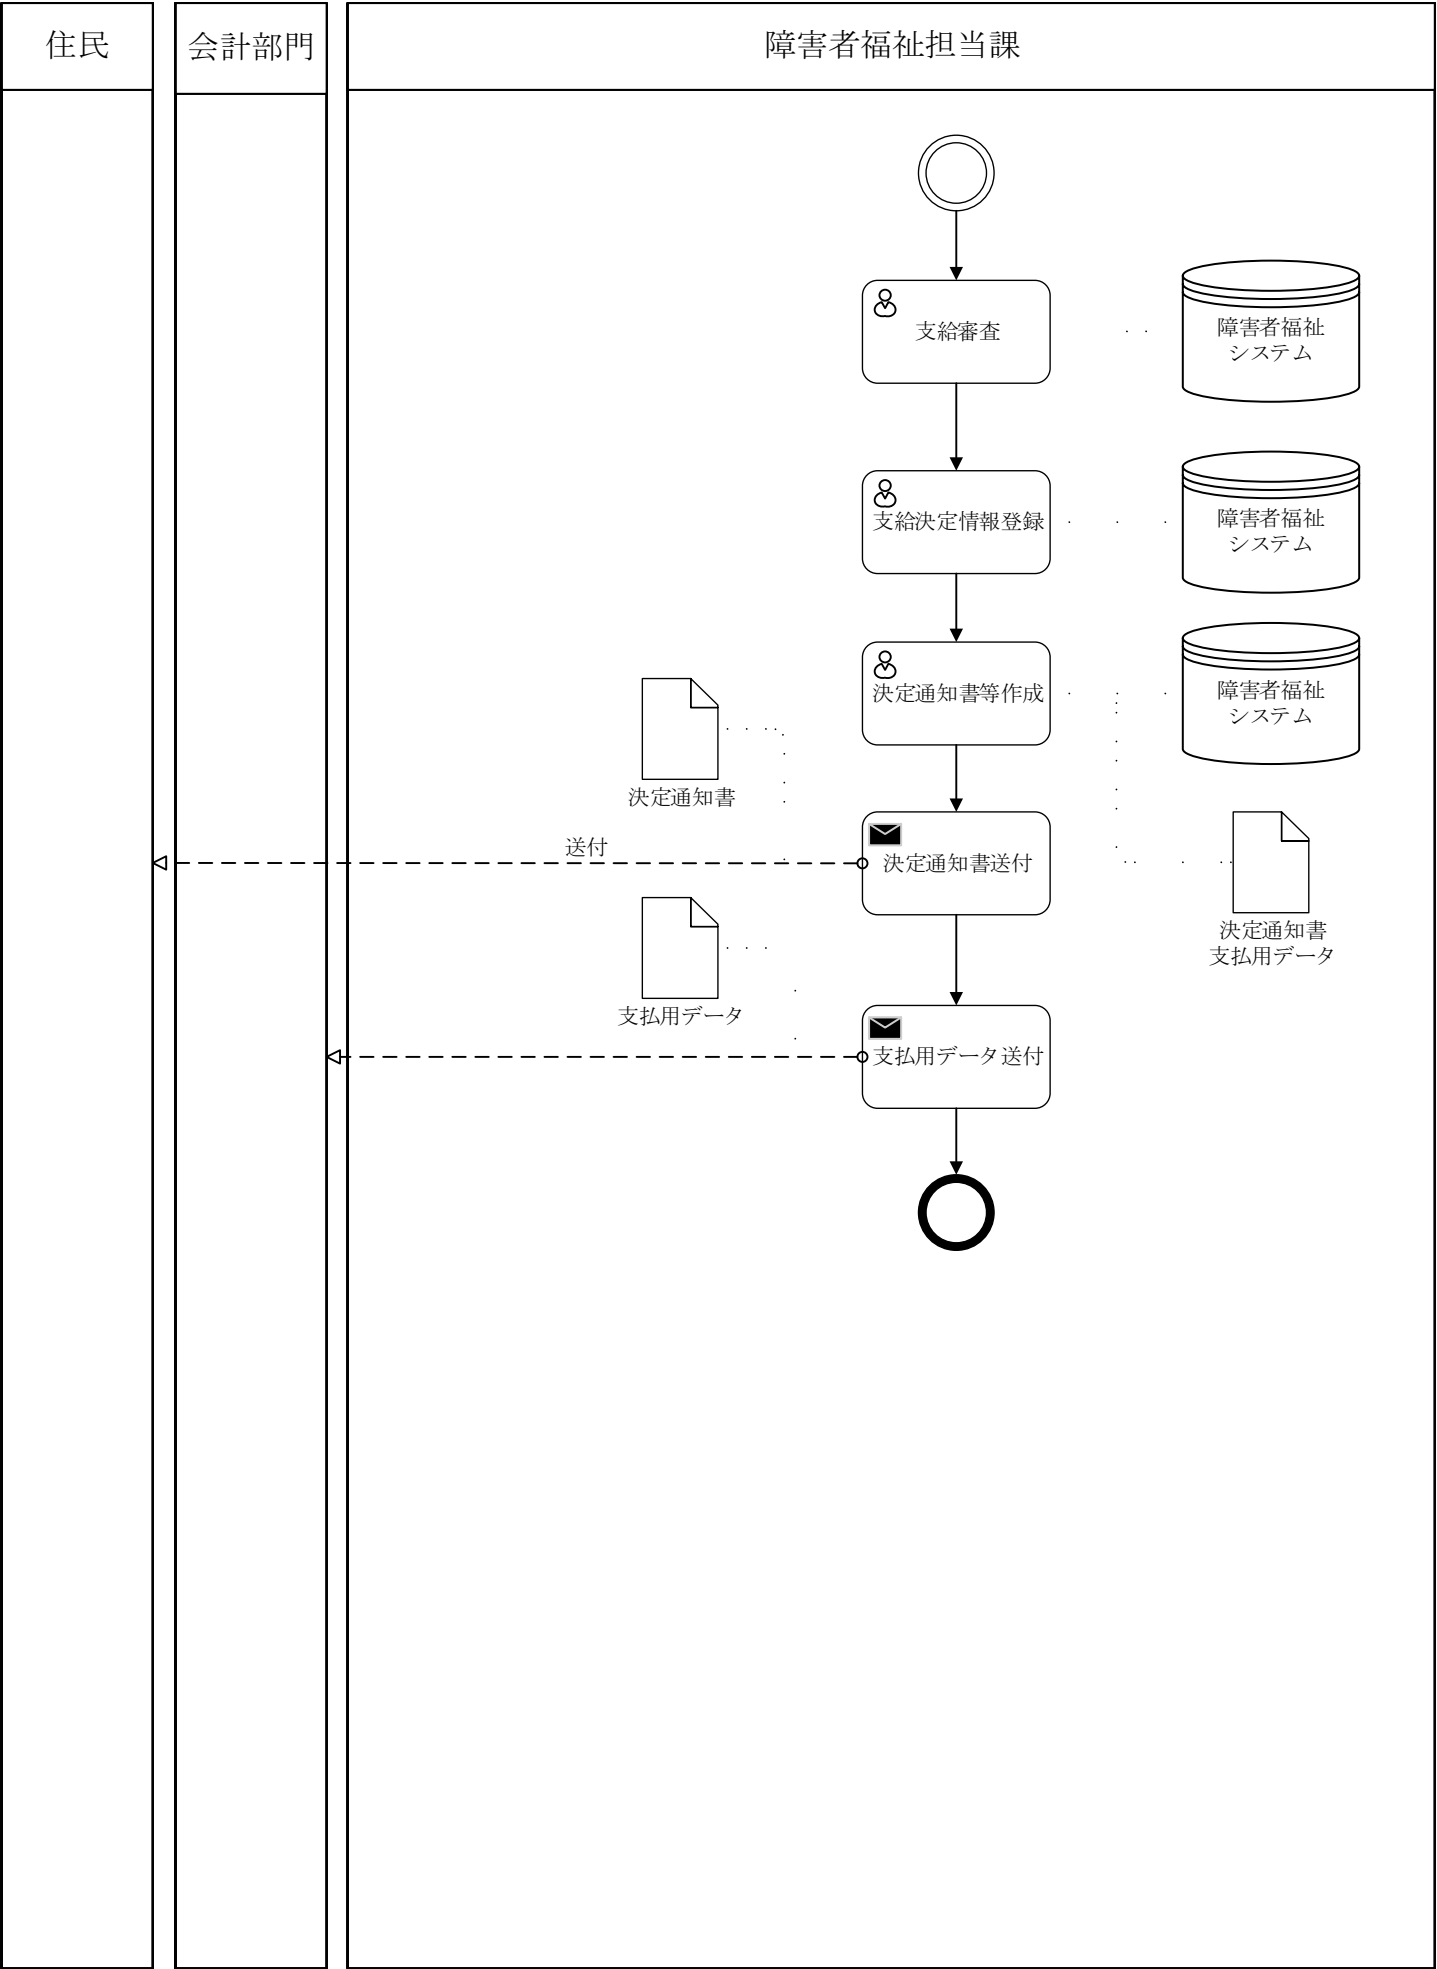 住民
会計部門
障害者福祉担当課
支給審査
障害者福祉
システム
支給決定情報登録
障害者福祉
システム
決定通知書等作成
障害者福祉
システム
決定通知書
送付
決定通知書送付
決定通知書
支払用データ
支払用データ
支払用データ送付